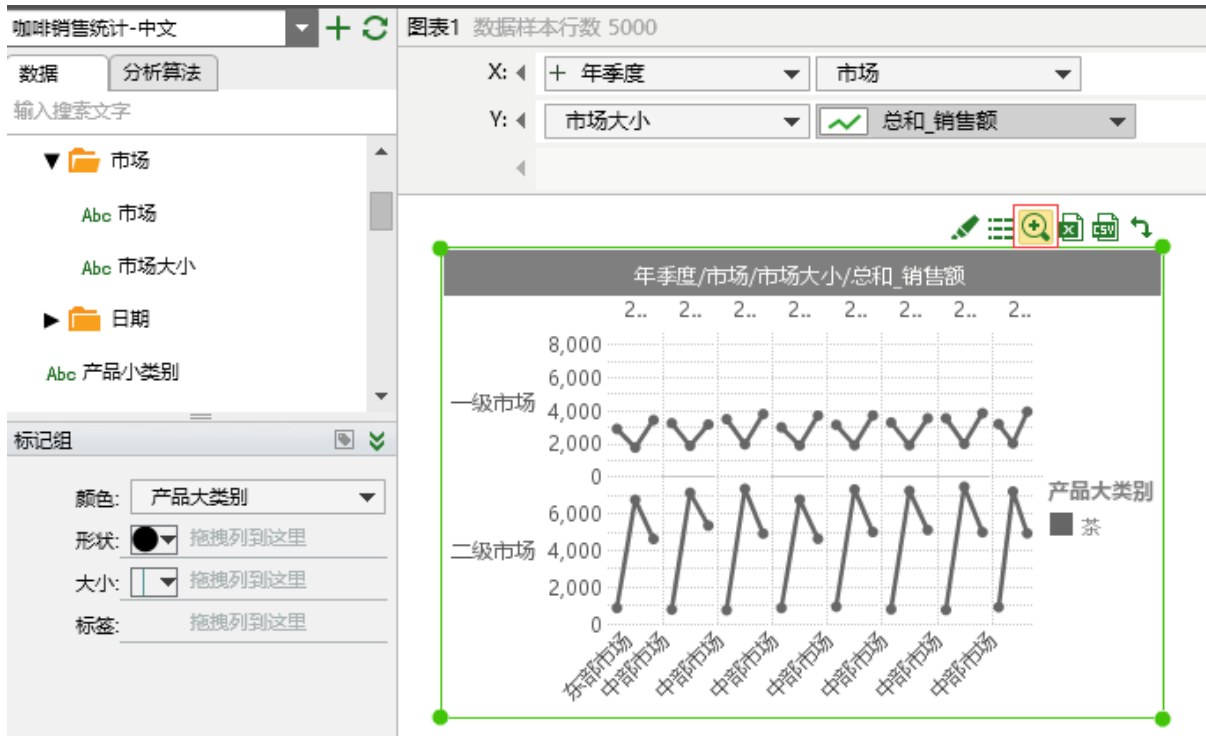 咖啡销售统计-中文
图表1 数据样本行数 5000
数据 分析算法
输入搜索文字
X: 年季度 市场
Y: 市场大小 总和_销售额
市场
Abc 市场
Abc 市场大小
日期
Abc 产品小类别
标记组
颜色: 产品大类别
形状: 拖拽列到这里
大小: 拖拽列到这里
标签: 拖拽列到这里
X CSV
年季度/市场/市场大小/总和_销售额
2.. 2.. 2.. 2.. 2.. 2.. 2.. 2..
一级市场
8,000
6,000
4,000
2,000
0
二级市场
6,000
4,000
2,000
0
东部市场 中部市场 中部市场 中部市场 中部市场 中部市场 中部市场 中部市场
产品大类别
茶